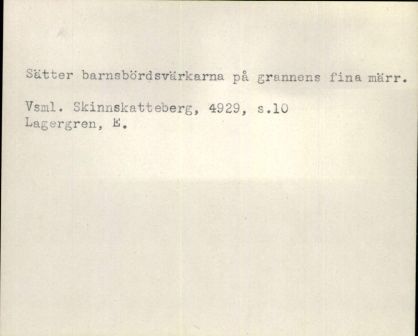 Sätter barnsbördsvärkarna på grannens fina märr.
Vsml. Skinnskatteberg, 4929, s.10
Lagergren, E.